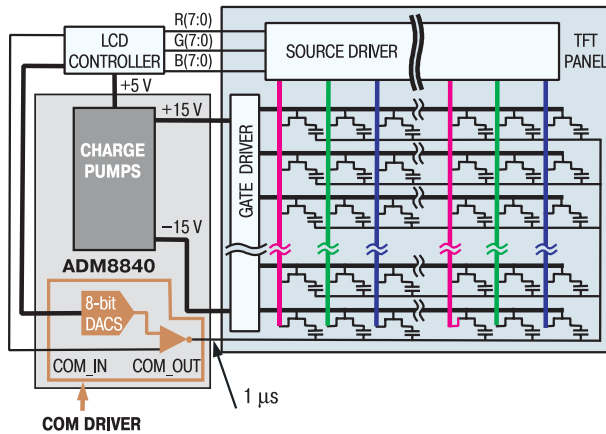 R(7:0)
G(7:0)
B(7:0)
LCD
CONTROLLER
SOURCE DRIVER
TFT
PANEL
+5 V
+15 V
CHARGE
PUMPS
GATE DRIVER
−15 V
ADM8840
8-bit
DACS
COM_IN
COM_OUT
1 µs
COM DRIVER